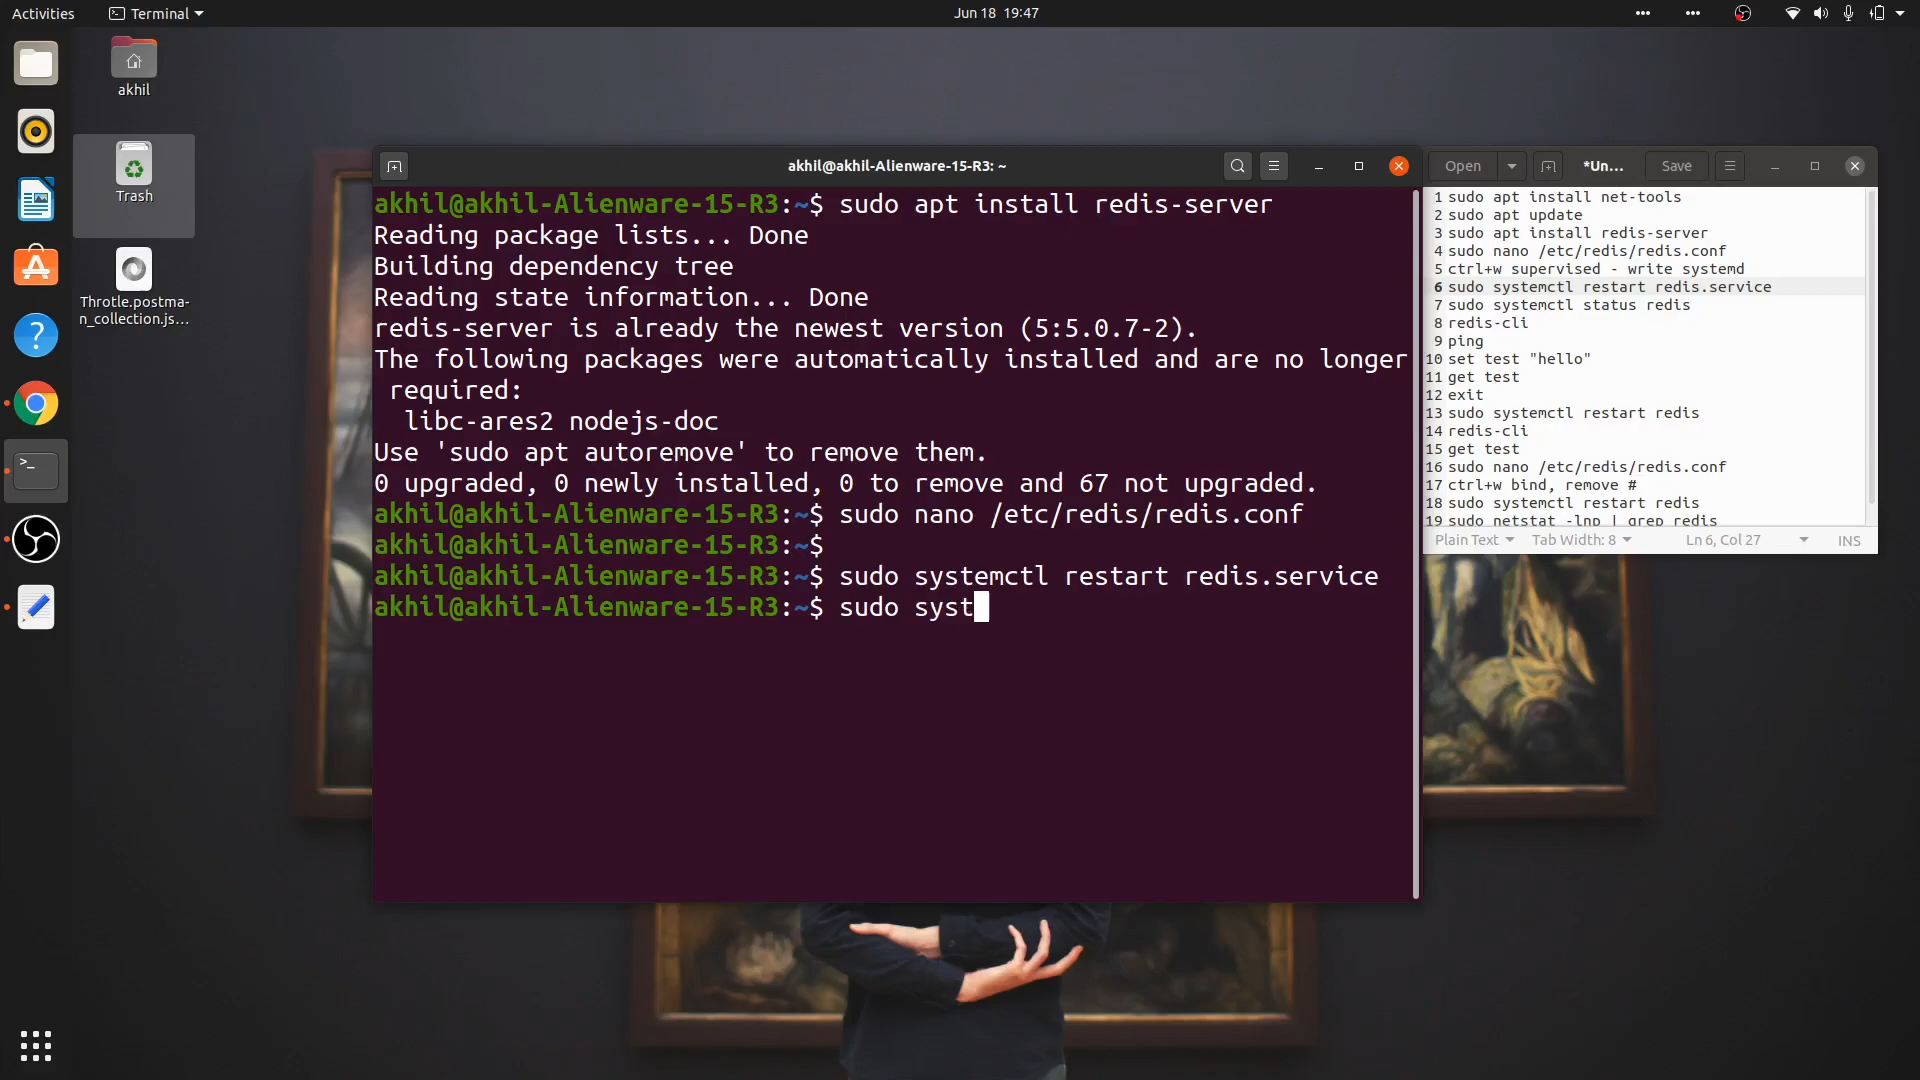 Activities
Terminal
Jun 18 19:47
akhil
Trash
Throtle.postma-
n_collection.js...
akhil@akhil-Alienware-15-R3: ~
akhil@akhil-Alienware-15-R3:~$ sudo apt install redis-server
Reading package lists... Done
Building dependency tree
Reading state information... Done
redis-server is already the newest version (5:5.0.7-2).
The following packages were automatically installed and are no longer
 required:
  libc-ares2 nodejs-doc
Use 'sudo apt autoremove' to remove them.
0 upgraded, 0 newly installed, 0 to remove and 67 not upgraded.
akhil@akhil-Alienware-15-R3:~$ sudo nano /etc/redis/redis.conf
akhil@akhil-Alienware-15-R3:~$
akhil@akhil-Alienware-15-R3:~$ sudo systemctl restart redis.service
akhil@akhil-Alienware-15-R3:~$ sudo syst
Open
*Un...
Save
1 sudo apt install net-tools
2 sudo apt update
3 sudo apt install redis-server
4 sudo nano /etc/redis/redis.conf
5 ctrl+w supervised - write systemd
6 sudo systemctl restart redis.service
7 sudo systemctl status redis
8 redis-cli
9 ping
10 set test "hello"
11 get test
12 exit
13 sudo systemctl restart redis
14 redis-cli
15 get test
16 sudo nano /etc/redis/redis.conf
17 ctrl+w bind, remove #
18 sudo systemctl restart redis
19 sudo netstat -lnp | grep redis
Plain Text
Tab Width: 8
Ln 6, Col 27
INS